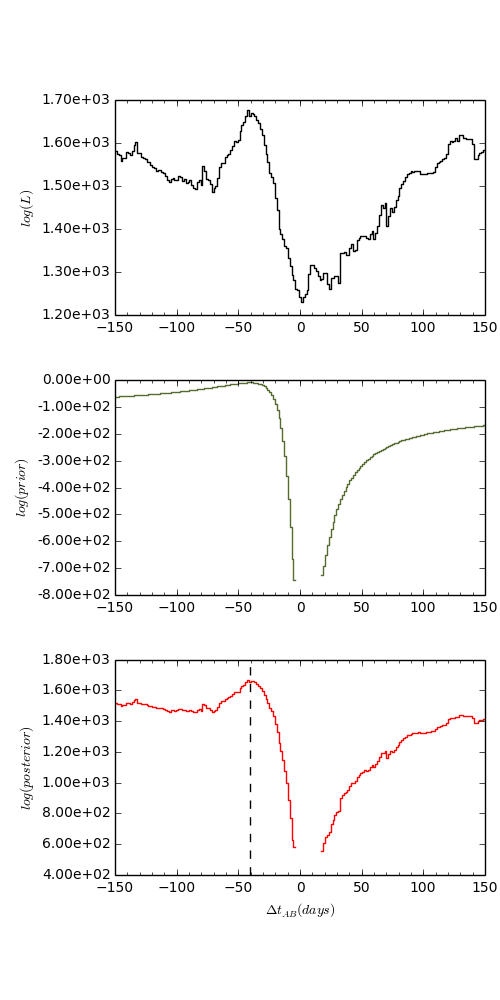 1.70e+03
1.60e+03
1.50e+03
1.40e+03
1.30e+03
1.20e+03
log(L)
−150 −100 −50 0 50 100 150
0.00e+00
-1.00e+02
-2.00e+02
-3.00e+02
-4.00e+02
-5.00e+02
-6.00e+02
-7.00e+02
-8.00e+02
log(prior)
−150 −100 −50 0 50 100 150
1.80e+03
1.60e+03
1.40e+03
1.20e+03
1.00e+03
8.00e+02
6.00e+02
4.00e+02
log(posterior)
−150 −100 −50 0 50 100 150
Δt_AB(days)